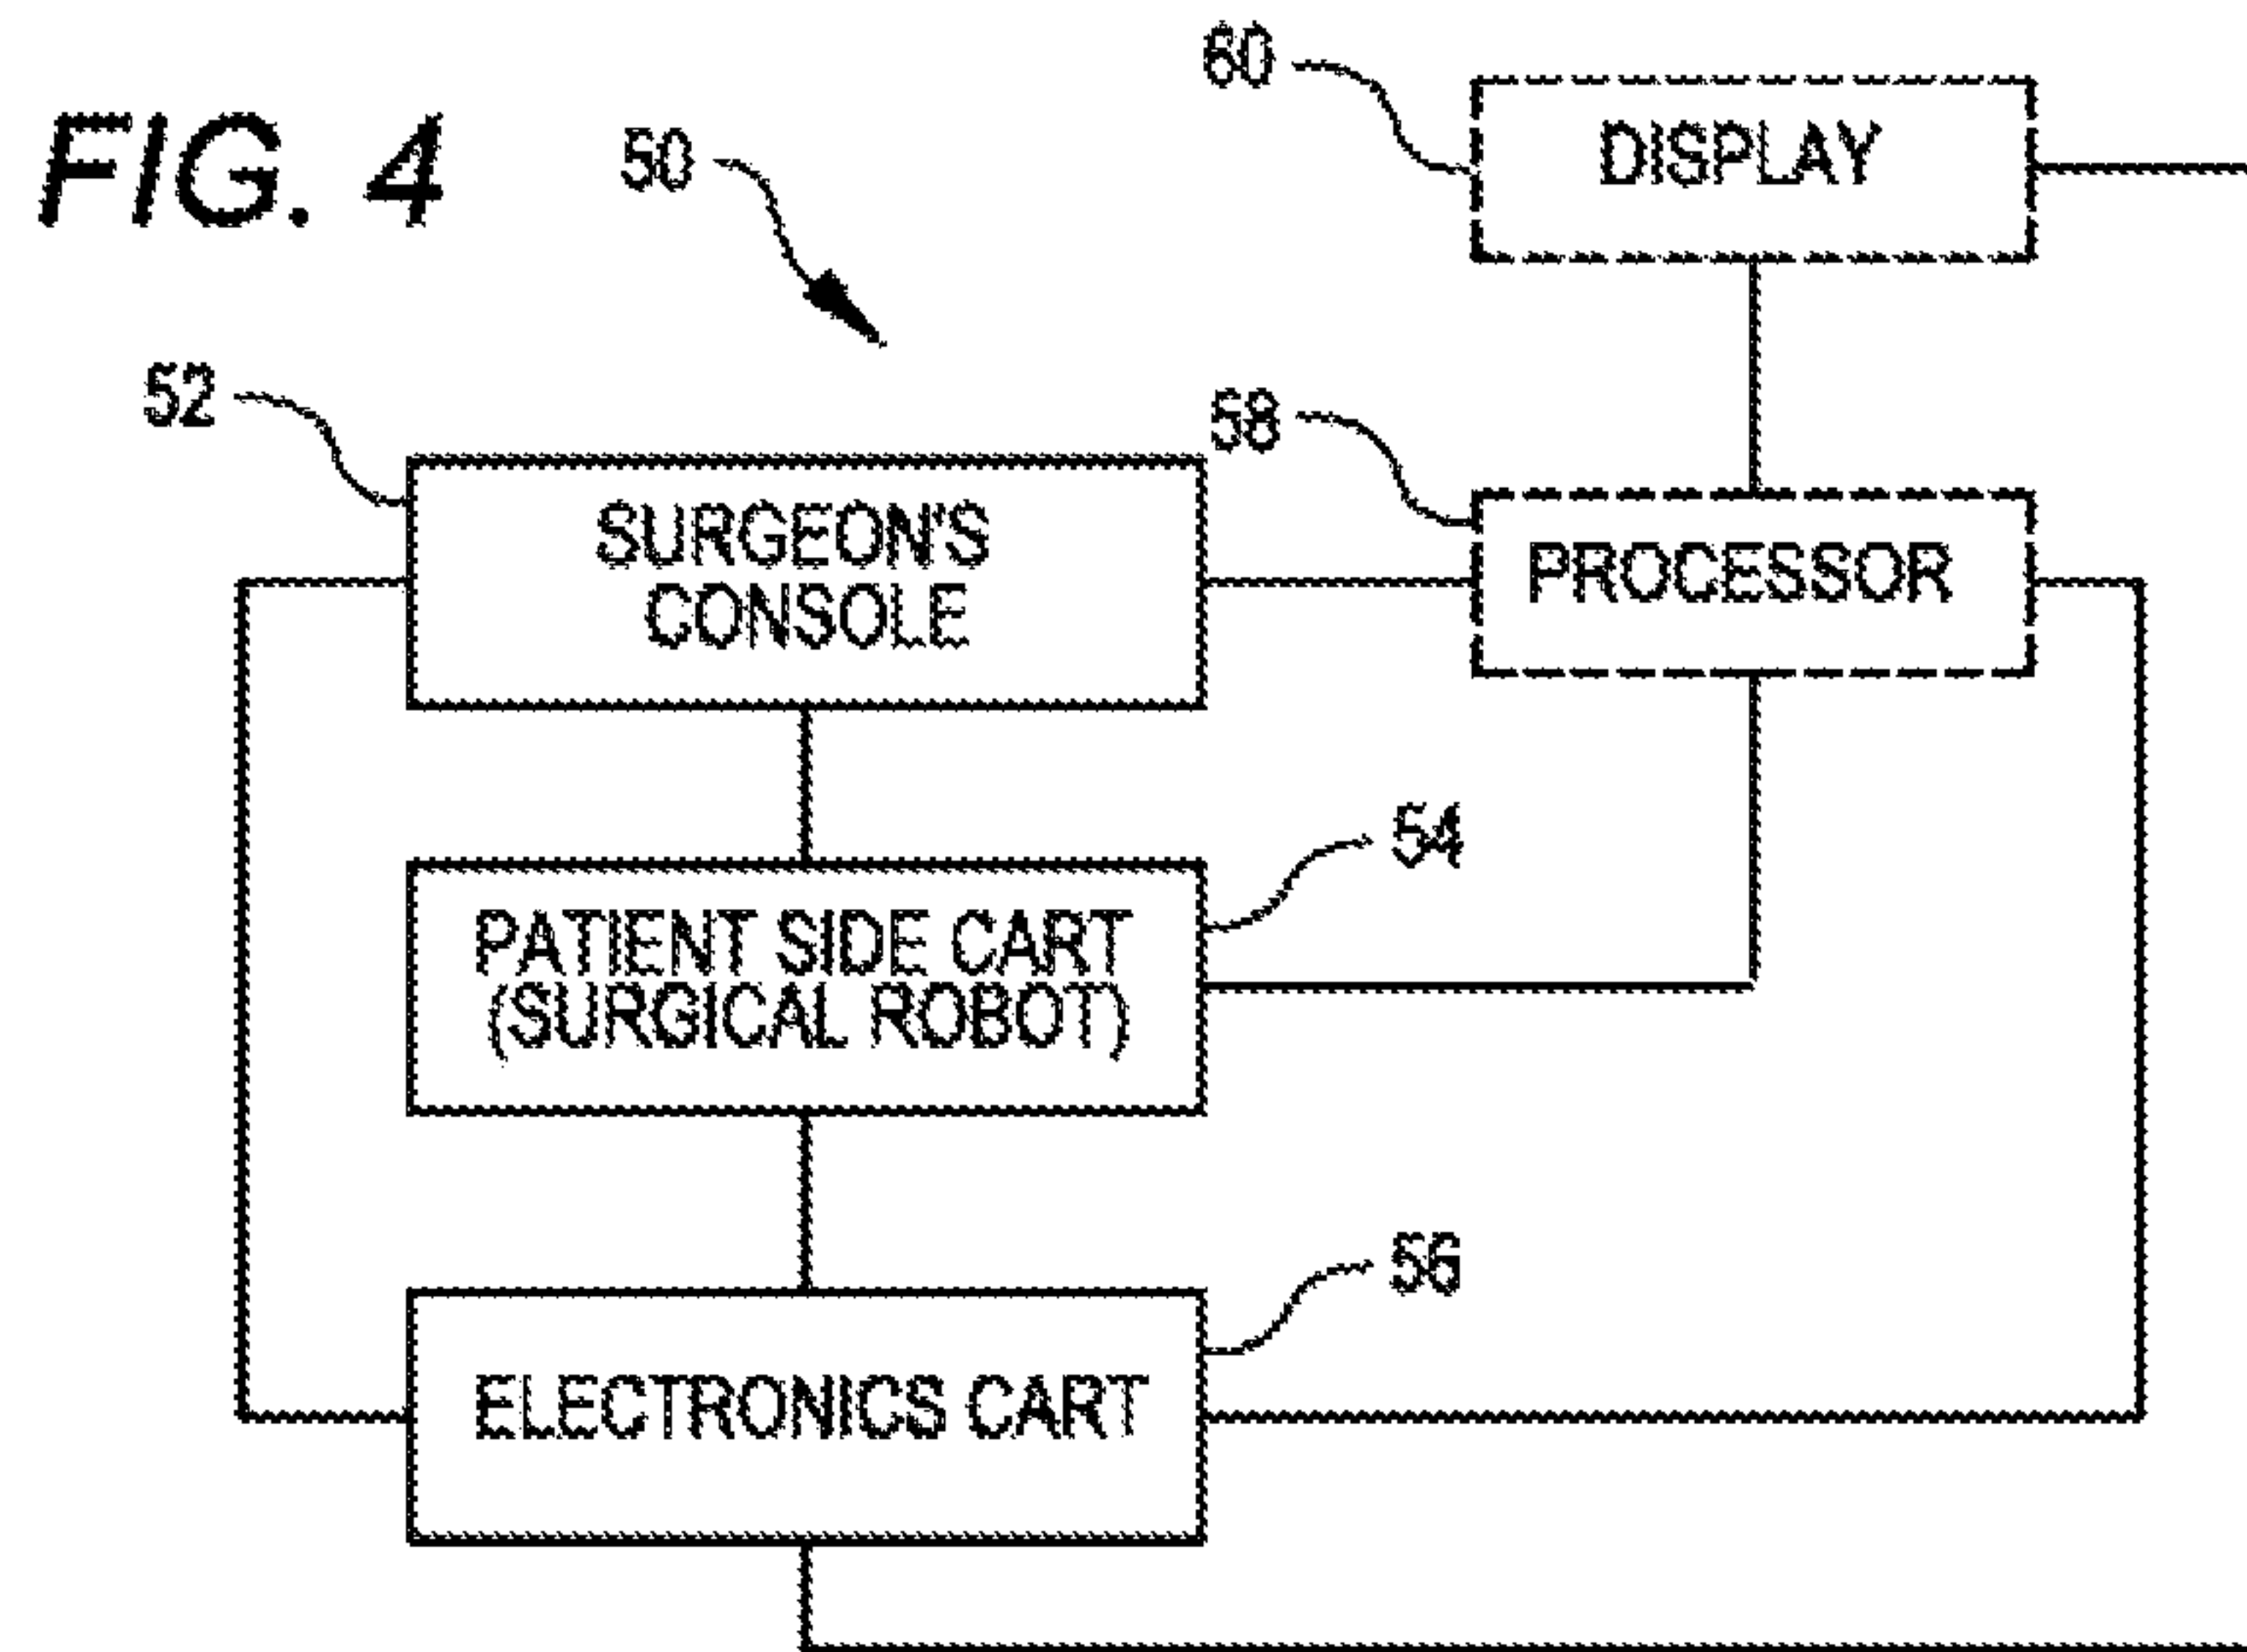 FIG. 4
50
60
DISPLAY
52
58
SURGEON'S
CONSOLE
PROCESSOR
54
PATIENT SIDE CART
(SURGICAL ROBOT)
56
ELECTRONICS CART